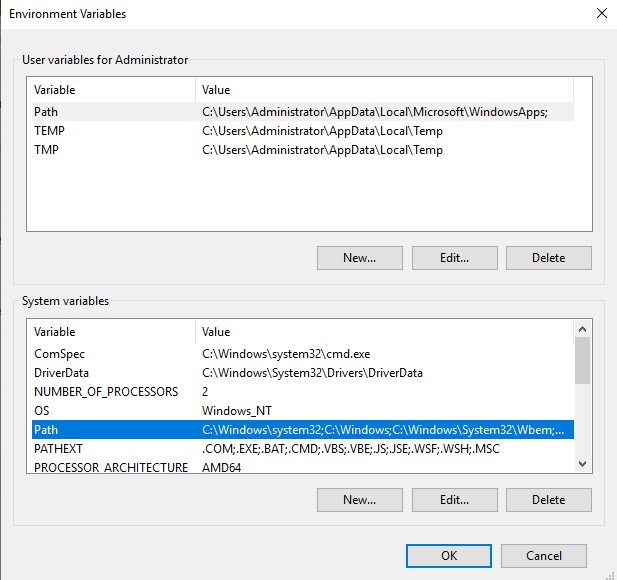 Environment Variables
User variables for Administrator
Variable Value
Path C:\Users\Administrator\AppData\Local\Microsoft\WindowsApps;
TEMP C:\Users\Administrator\AppData\Local\Temp
TMP C:\Users\Administrator\AppData\Local\Temp
New... Edit... Delete
System variables
Variable Value
ComSpec C:\Windows\system32\cmd.exe
DriverData C:\Windows\System32\Drivers\DriverData
NUMBER_OF_PROCESSORS 2
OS Windows_NT
Path C:\Windows\system32;C:\Windows;C:\Windows\System32\Wbem;...
PATHEXT .COM;.EXE;.BAT;.CMD;.VBS;.VBE;.JS;.JSE;.WSF;.WSH;.MSC
PROCESSOR_ARCHITECTURE AMD64
New... Edit... Delete
OK Cancel